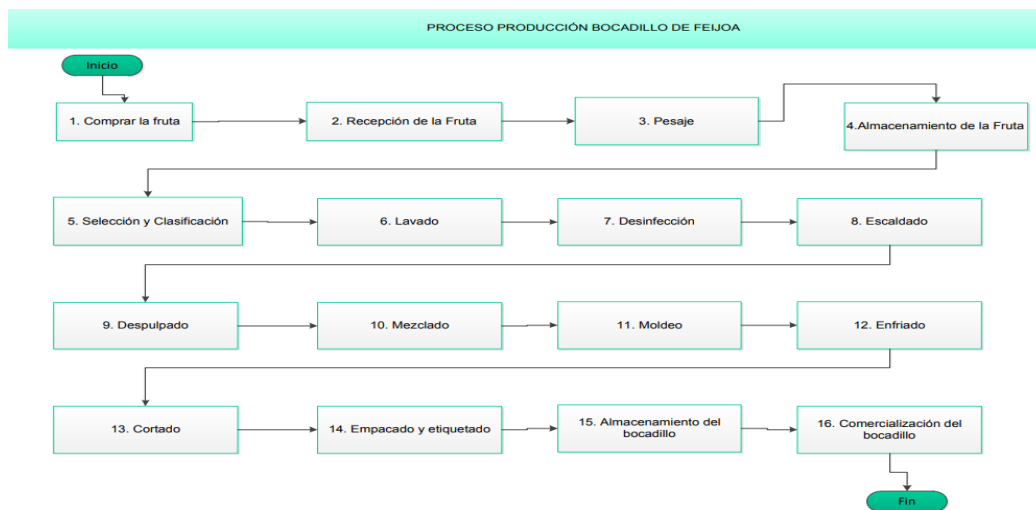 PROCESO PRODUCCIÓN BOCADILLO DE FEIJOA
Inicio
1. Comprar la fruta
2. Recepción de la Fruta
3. Pesaje
4.Almacenamiento de la Fruta
5. Selección y Clasificación
6. Lavado
7. Desinfección
8. Escaldado
9. Despulpado
10. Mezclado
11. Moldeo
12. Enfriado
13. Cortado
14. Empacado y etiquetado
15. Almacenamiento del
bocadillo
16. Comercialización del
bocadillo
Fin